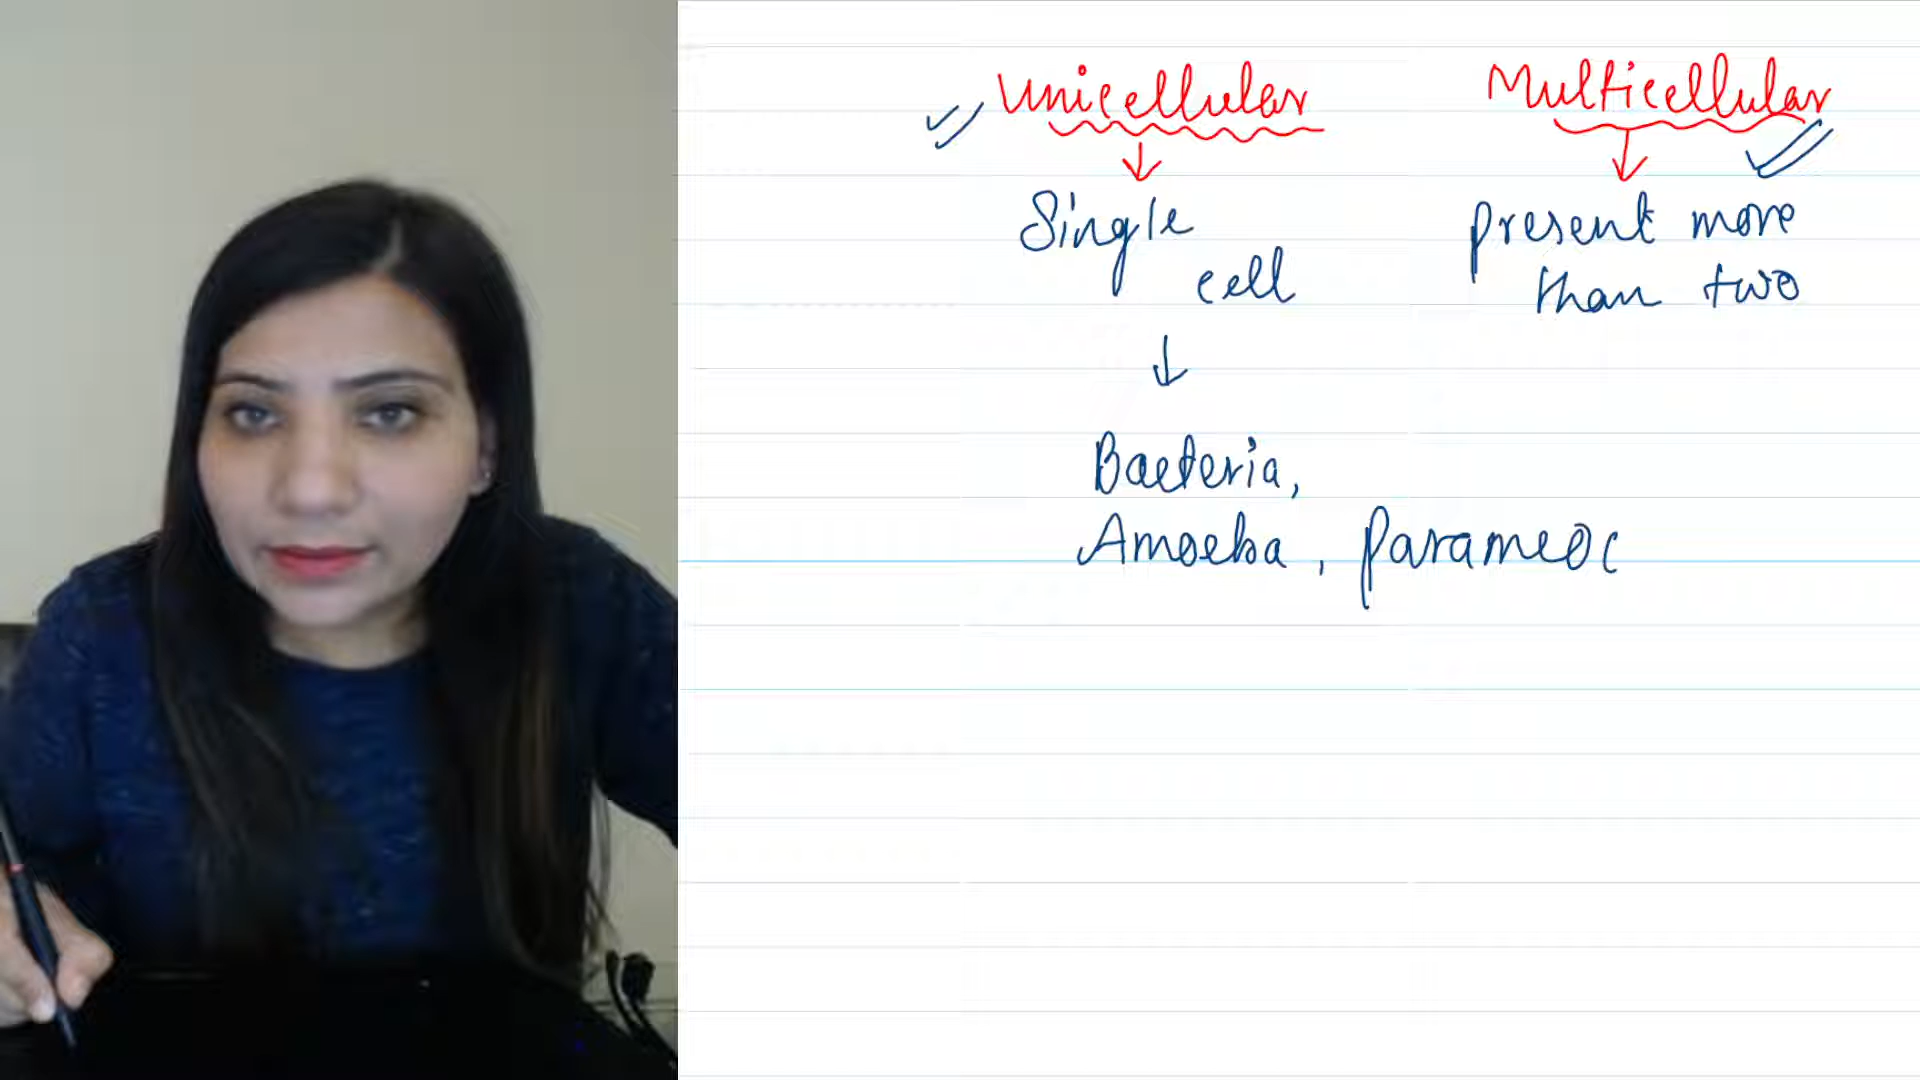 Unicellular
Multicellular
Single
cell
present more
than two
Bacteria,
Amoeba, parameoc